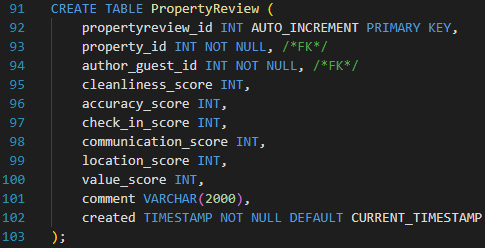 91 CREATE TABLE PropertyReview (
92     propertyreview_id INT AUTO_INCREMENT PRIMARY KEY,
93     property_id INT NOT NULL, /*FK*/
94     author_guest_id INT NOT NULL, /*FK*/
95     cleanliness_score INT,
96     accuracy_score INT,
97     check_in_score INT,
98     communication_score INT,
99     location_score INT,
100     value_score INT,
101     comment VARCHAR(2000),
102     created TIMESTAMP NOT NULL DEFAULT CURRENT_TIMESTAMP
103 );